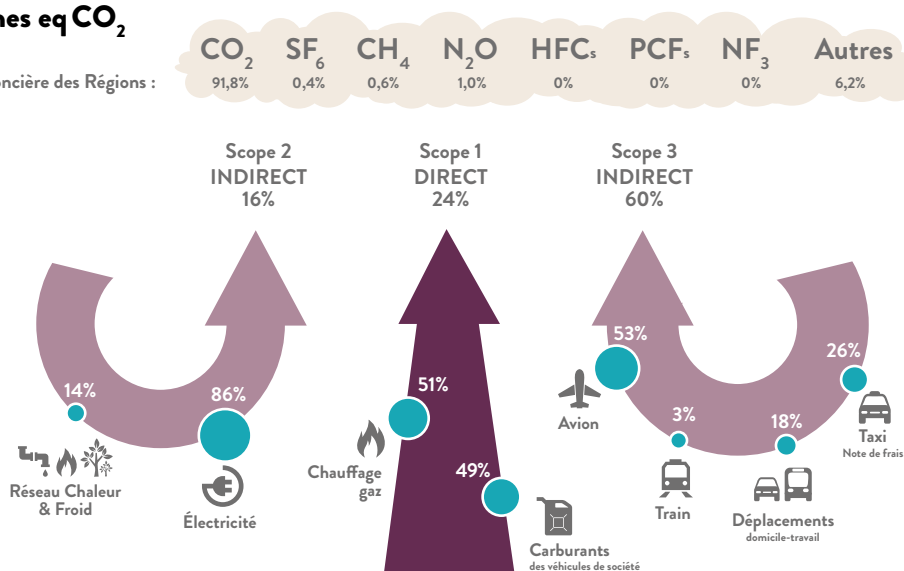 nes eq CO₂
CO₂ SF₆ CH₄ N₂O HFCs PCFs NF₃ Autres
oncière des Régions : 91,8% 0,4% 0,6% 1,0% 0% 0% 0% 6,2%
Scope 2
INDIRECT
16%
Scope 1
DIRECT
24%
Scope 3
INDIRECT
60%
14%
Réseau Chaleur
& Froid
86%
Électricité
51%
Chauffage
gaz
49%
Carburants
des véhicules de société
53%
Avion
3%
Train
18%
Déplacements
domicile-travail
26%
Taxi
Note de frais